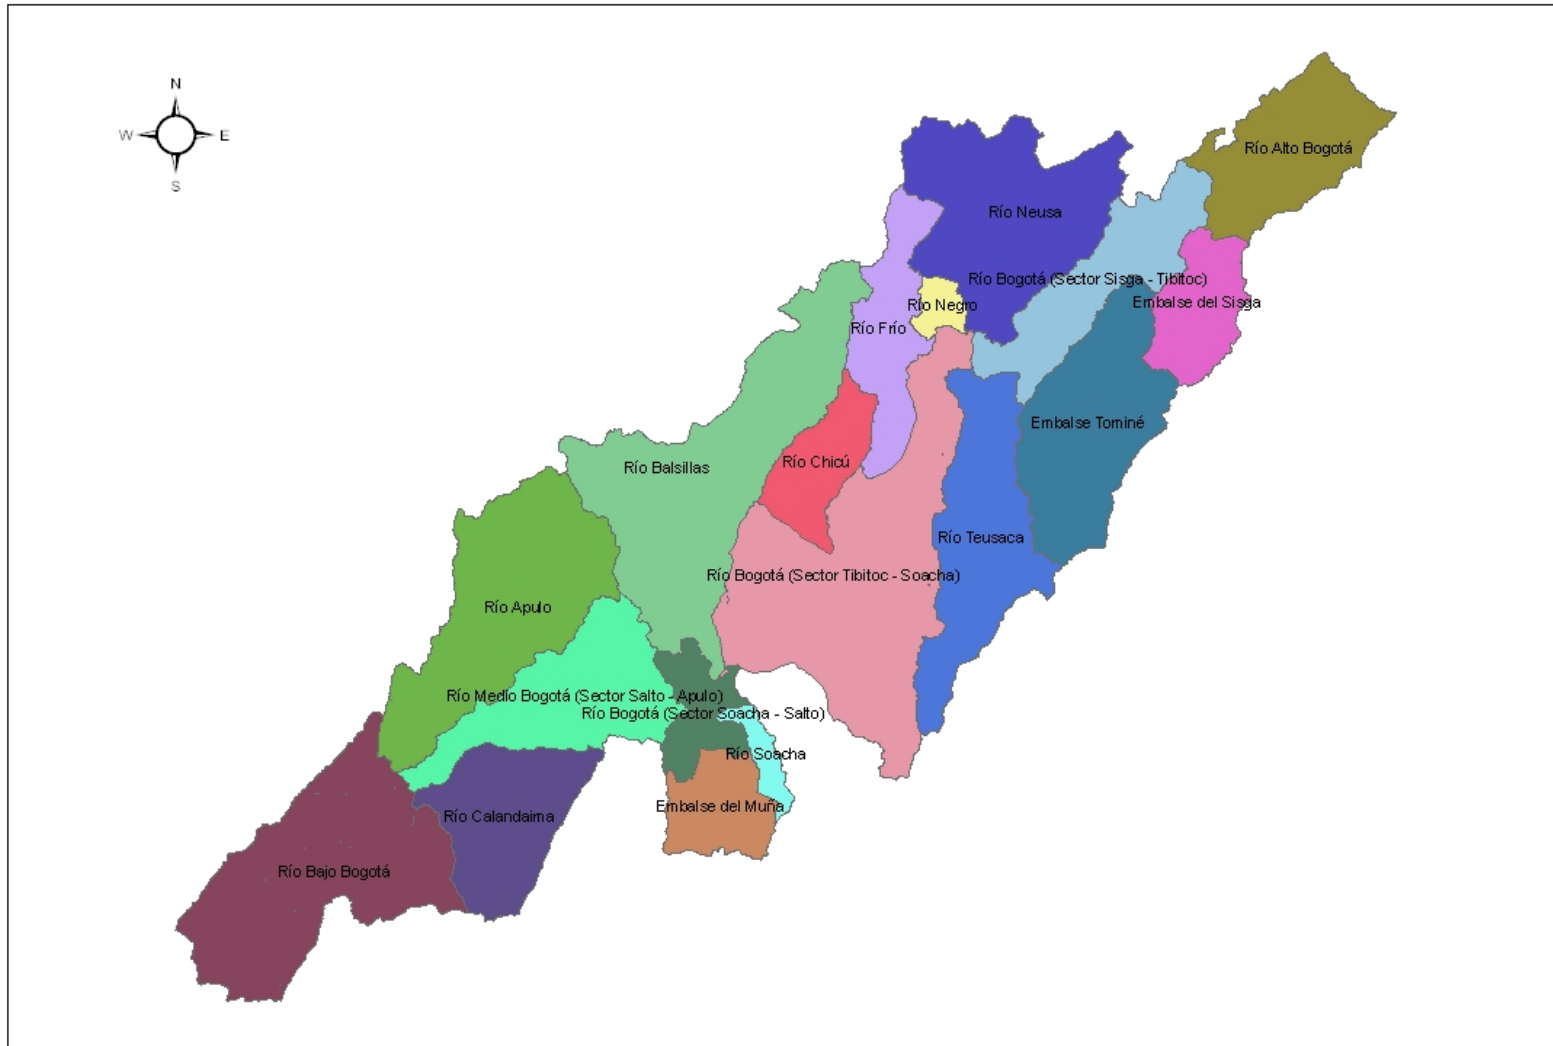 N
W
E
S
Río Alto Bogotá
Río Neusa
Río Bogotá (Sector Sisga - Tibitoc)
Embalse del Sisga
Río Negro
Río Frío
Embalse Tominé
Río Chicú
Río Balsillas
Río Teusaca
Río Bogotá (Sector Tibitoc - Soacha)
Río Apulo
Río Medio Bogotá (Sector Salto - Apulo)
Río Bogotá (Sector Soacha - Salto)
Río Soacha
Embalse del Muña
Río Calandaima
Río Bajo Bogotá